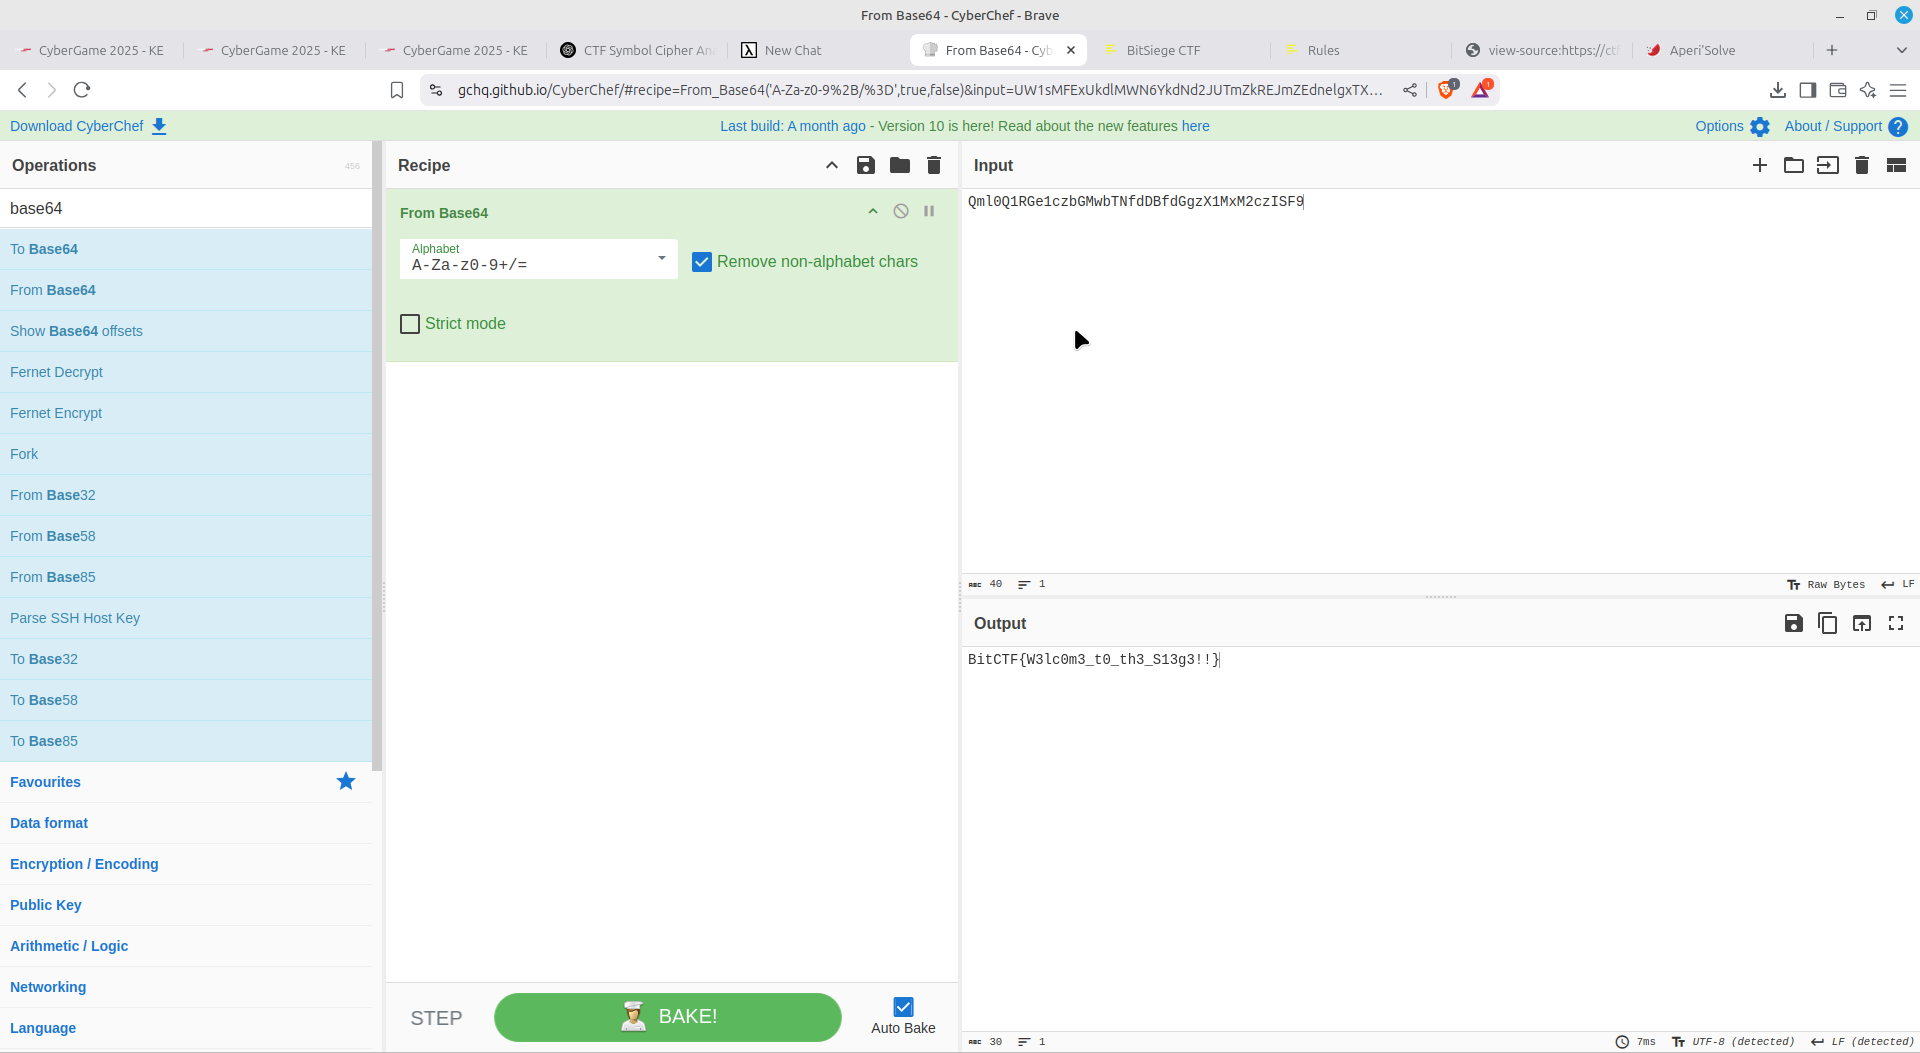 From Base64 - CyberChef - Brave
CyberGame 2025 - KE
CyberGame 2025 - KE
CyberGame 2025 - KE
CTF Symbol Cipher An
New Chat
From Base64 - Cyb
BitSiege CTF
Rules
view-source:https://ctf
Aperi'Solve
gchq.github.io/CyberChef/#recipe=From_Base64('A-Za-z0-9%2B/%3D',true,false)&input=UW1sMFExUkdlMWN6YkdNd2JUTmZkREJmZEdnelgxTX...
1
1
Download CyberChef
Last build: A month ago - Version 10 is here! Read about the new features here
Options
About / Support
Operations
456
Recipe
Input
base64
To Base64
From Base64
Show Base64 offsets
Fernet Decrypt
Fernet Encrypt
Fork
From Base32
From Base58
From Base85
Parse SSH Host Key
To Base32
To Base58
To Base85
Favourites
Data format
Encryption / Encoding
Public Key
Arithmetic / Logic
Networking
Language
From Base64
Alphabet
A-Za-z0-9+/=
Remove non-alphabet chars
Strict mode
STEP
BAKE!
Auto Bake
Qml0Q1RGe1czbGMwbTNfdDBfdGgzX1MxM2czISF9
ABC 40
1
Raw Bytes
LF
Output
BitCTF{W3lc0m3_t0_th3_S13g3!!}
ABC 30
1
7ms
UTF-8 (detected)
LF (detected)